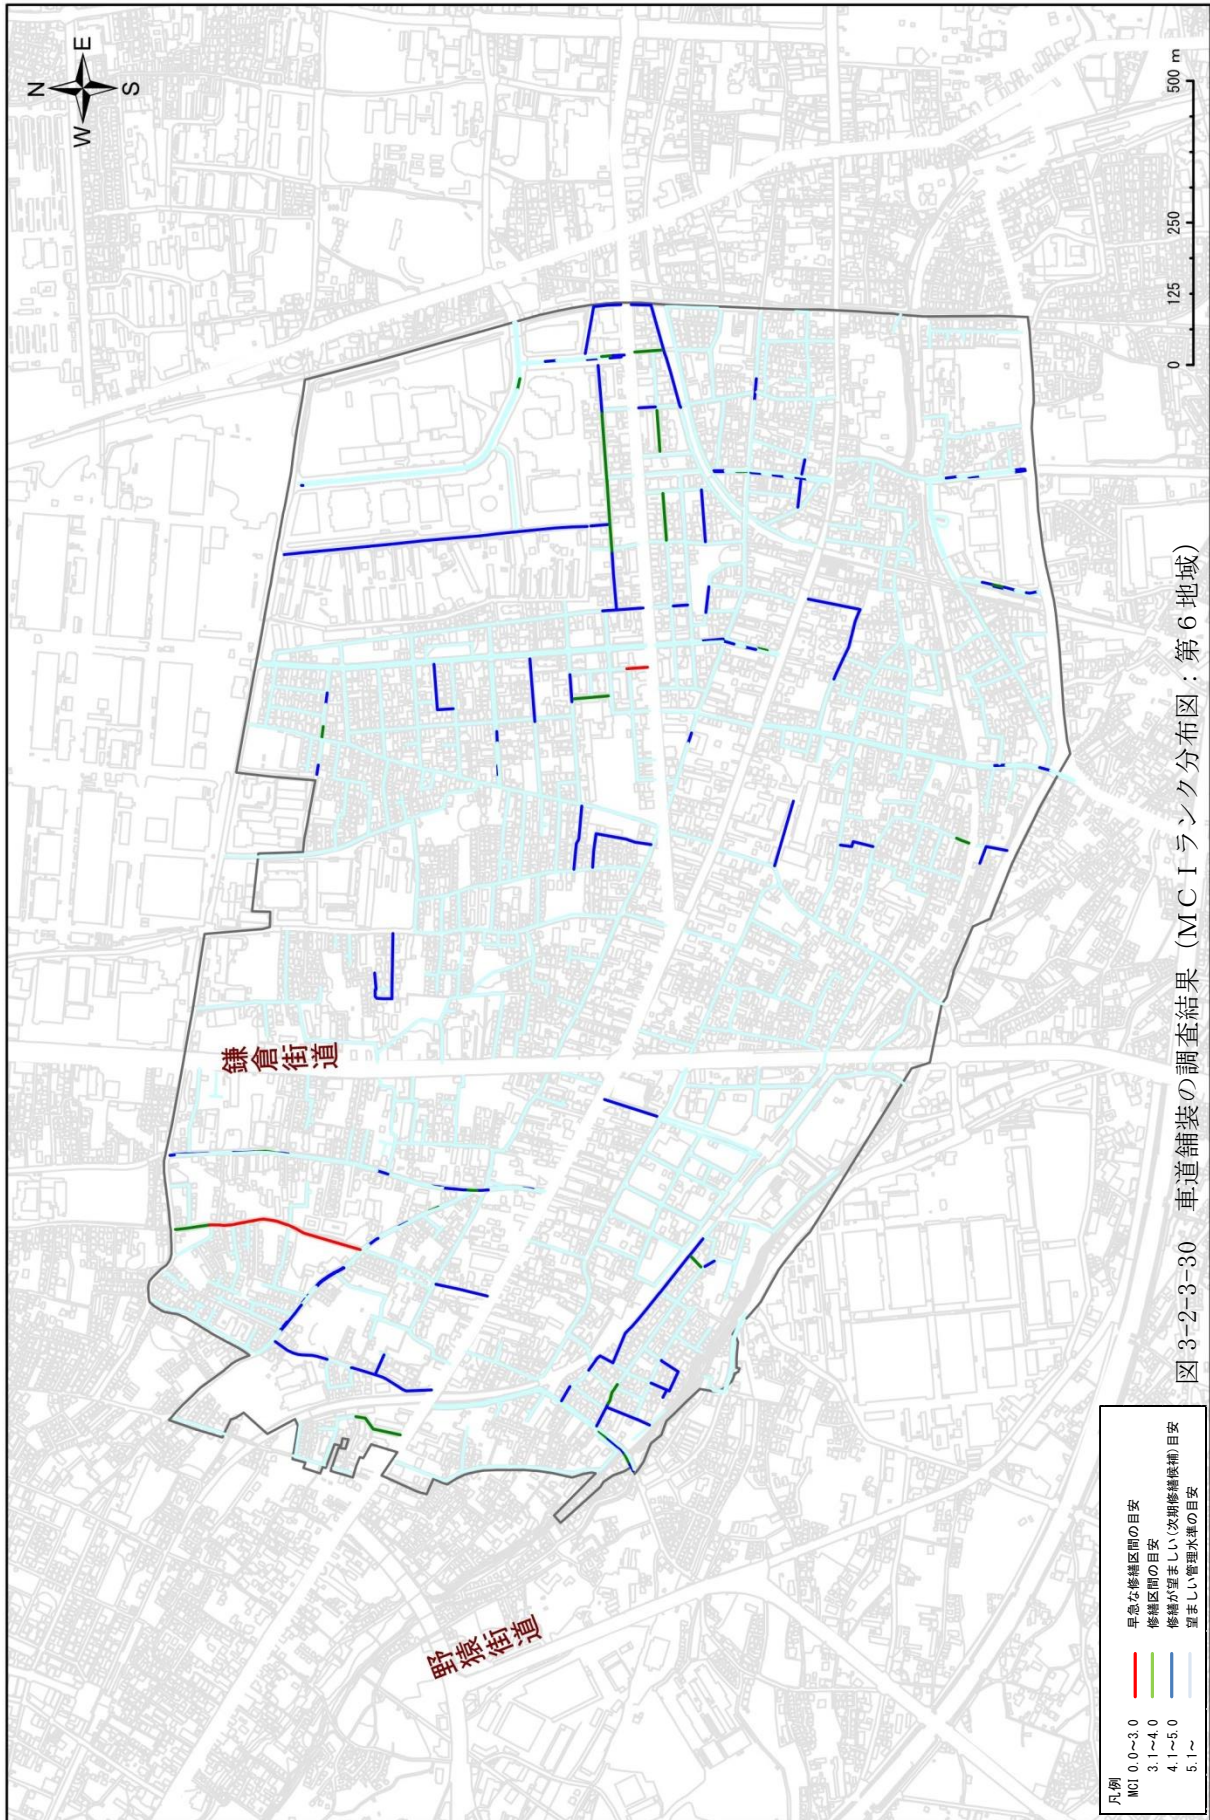 N
E
S
W
鎌倉街道
野猿街道
0 125 250 500 m
凡例
MCI 0.0~3.0 早急な修繕区間の目安
3.1~4.0 修繕区間の目安
4.1~5.0 修繕が望ましい(次期修繕候補)目安
5.1~ 望ましい管理水準の目安
図 3-2-3-30 車道舗装の調査結果(MCIランク分布図:第6地域)